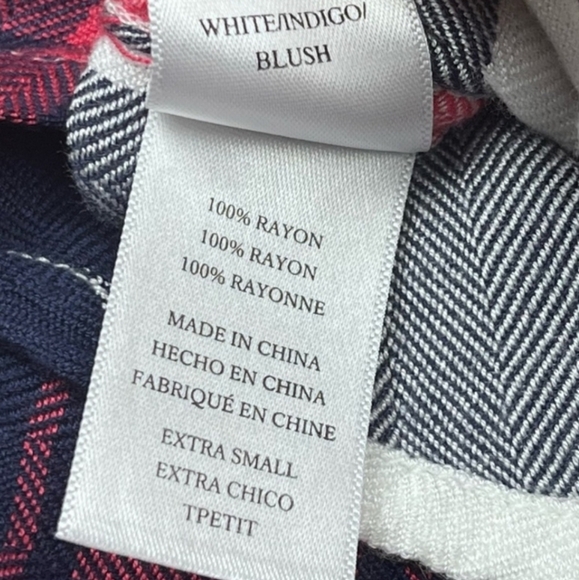 WHITE/INDIGO/
BLUSH
100% RAYON
100% RAYON
100% RAYONNE
MADE IN CHINA
HECHO EN CHINA
FABRIQUÉ EN CHINE
EXTRA SMALL
EXTRA CHICO
TPETIT